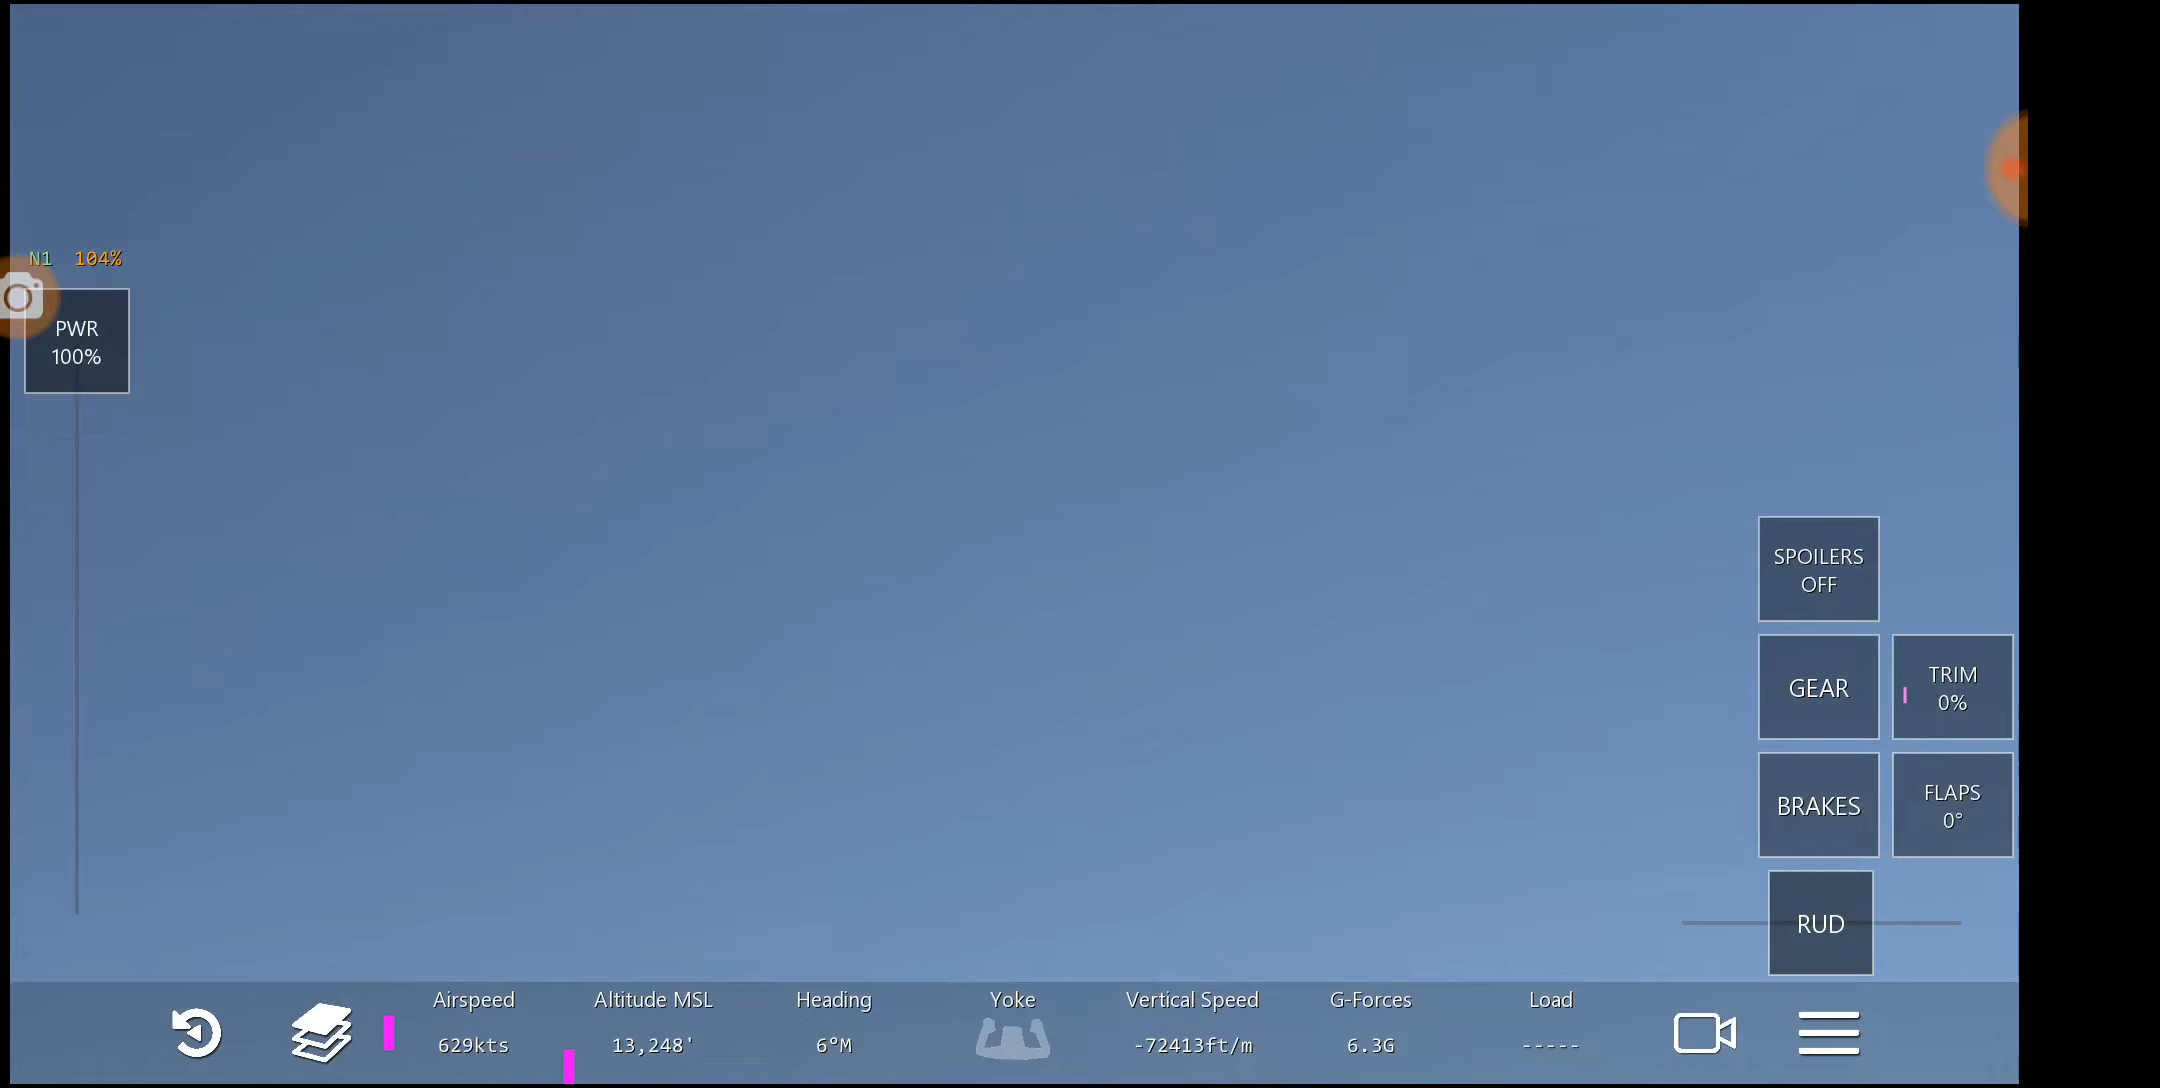 N1 104%
PWR
100%
SPOILERS
OFF
GEAR
TRIM
0%
BRAKES
FLAPS
0°
RUD
Airspeed
629kts
Altitude MSL
13,248'
Heading
6°M
Yoke
Vertical Speed
-72413ft/m
G-Forces
6.3G
Load
-----